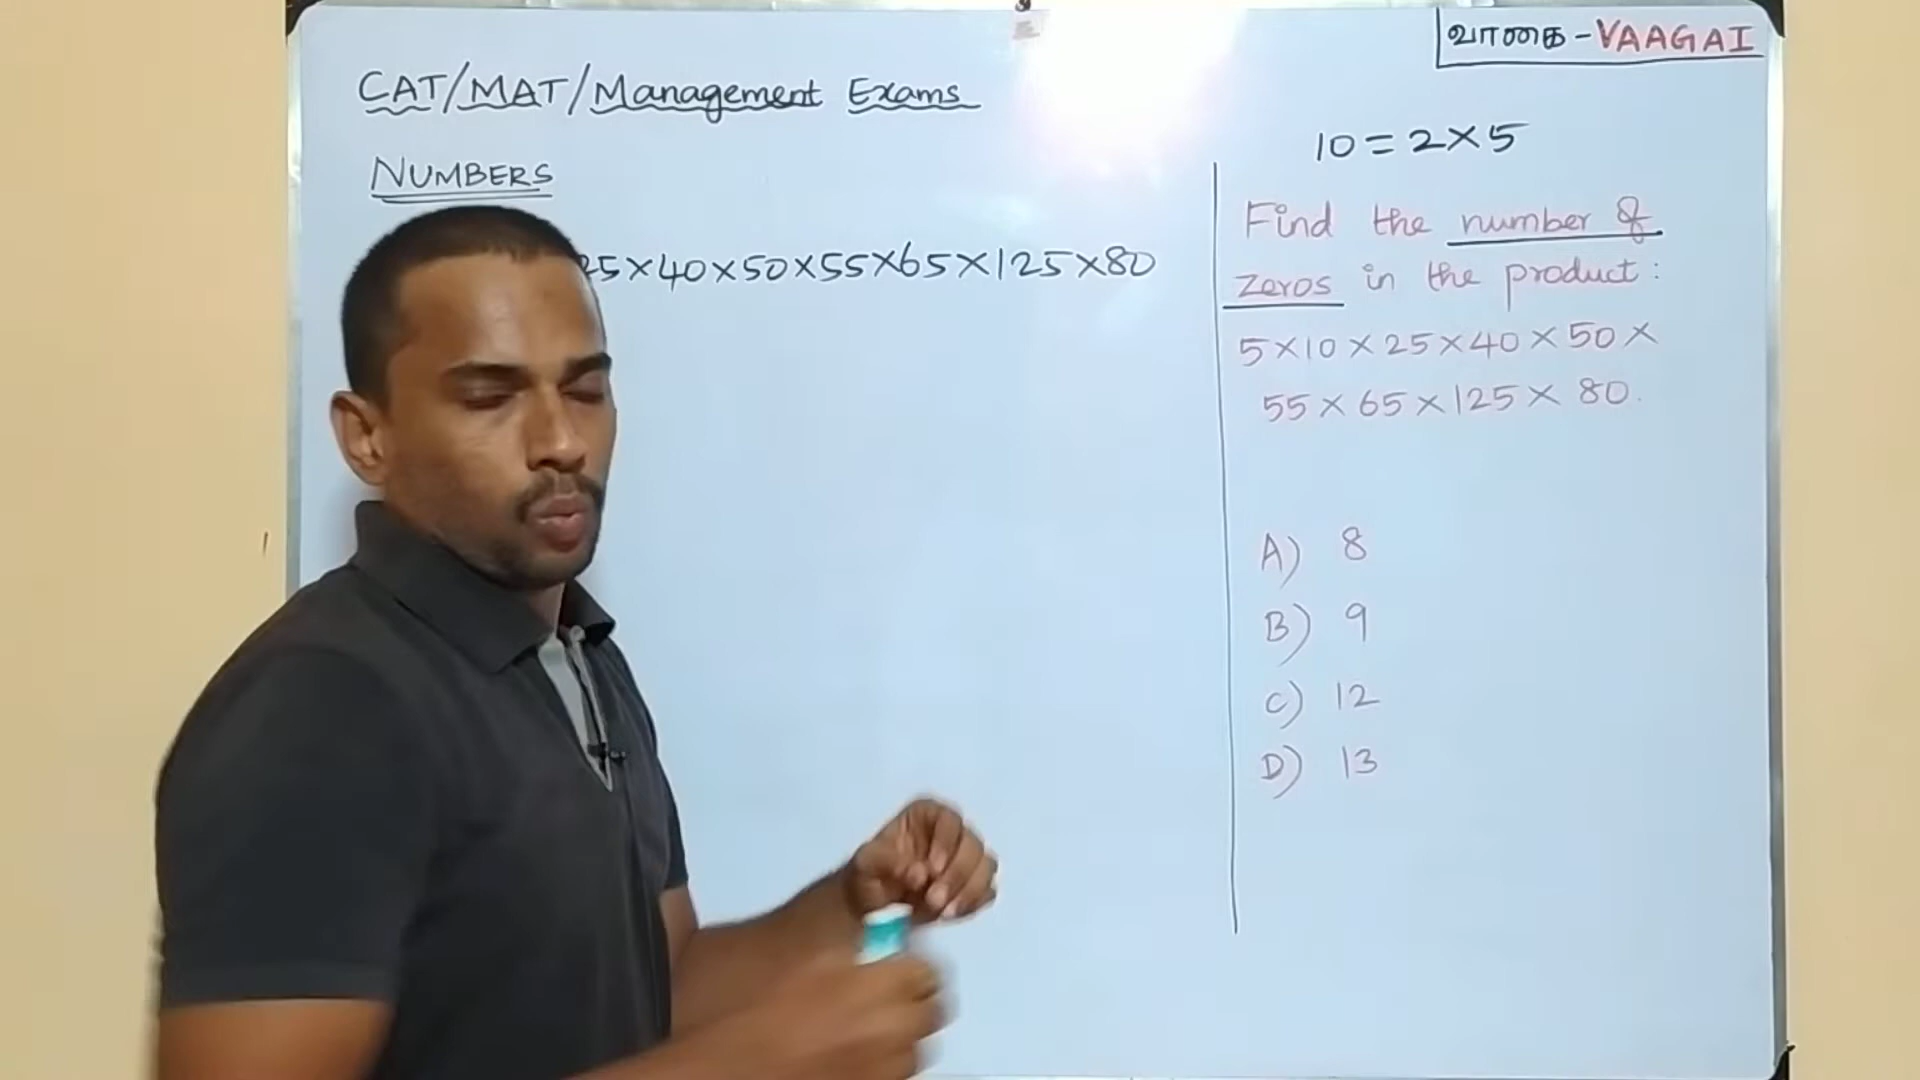 வாகை - VAAGAI
CAT/MAT/Management Exams
NUMBERS
25×40×50×55×65×125×80
10=2×5
Find the number of
zeros in the product:
5×10×25×40×50×
55×65×125×80.
A) 8
B) 9
C) 12
D) 13